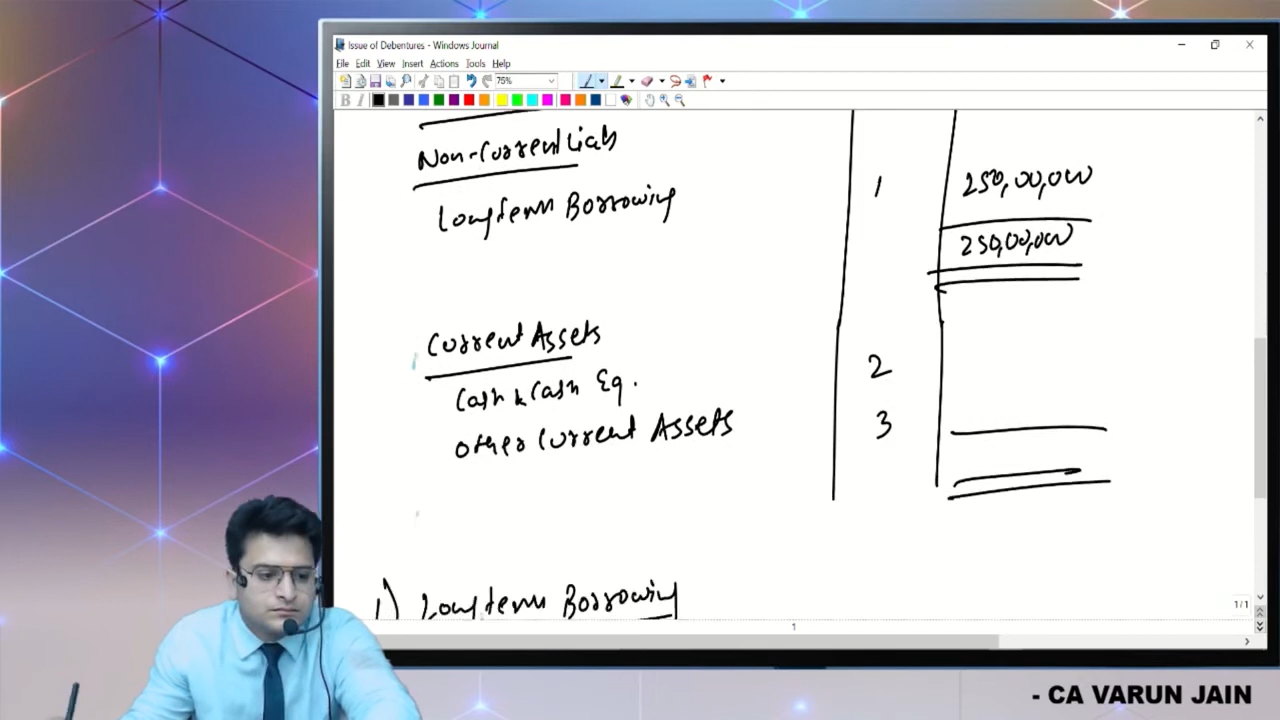 Issue of Debentures - Windows Journal
File Edit View Insert Actions Tools Help
75%
B I
Non-Current Liab
Long term Borrowing 1 250,00,000
250,00,000
Current Assets
Cash & Cash Eq. 2
Other Current Assets 3
1) Long term Borrowing
1/1
1
- CA VARUN JAIN